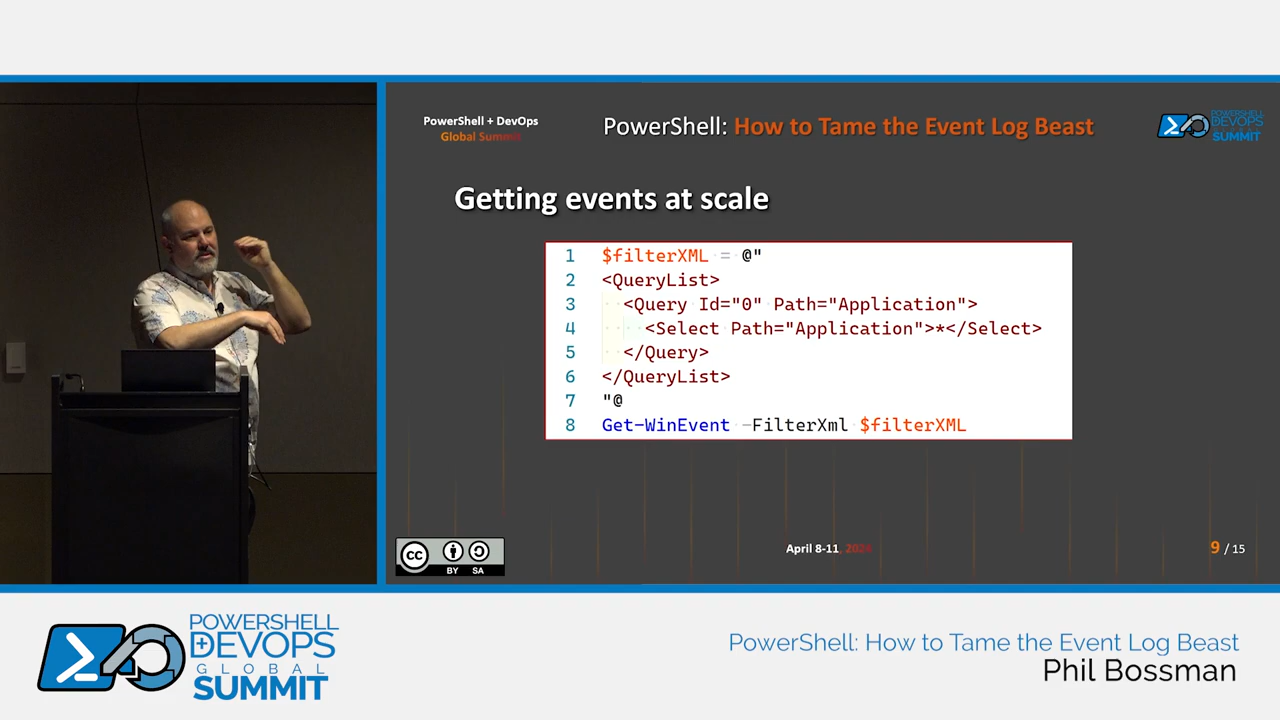 PowerShell + DevOps
Global Summit
PowerShell: How to Tame the Event Log Beast
POWERSHELL
DEVOPS
SUMMIT
Getting events at scale
1 $filterXML = @"
2 <QueryList>
3 <Query Id="0" Path="Application">
4 <Select Path="Application">*</Select>
5 </Query>
6 </QueryList>
7 "@
8 Get-WinEvent -FilterXml $filterXML
cc BY SA
April 8-11, 2024
9 / 15
POWERSHELL
+DEVOPS
GLOBAL
SUMMIT
PowerShell: How to Tame the Event Log Beast
Phil Bossman